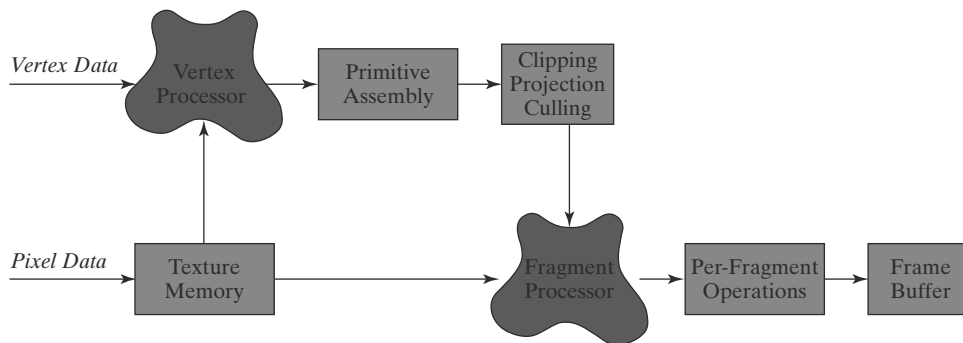 Vertex Data
Vertex
Processor
Primitive
Assembly
Clipping
Projection
Culling
Pixel Data
Texture
Memory
Fragment
Processor
Per-Fragment
Operations
Frame
Buffer